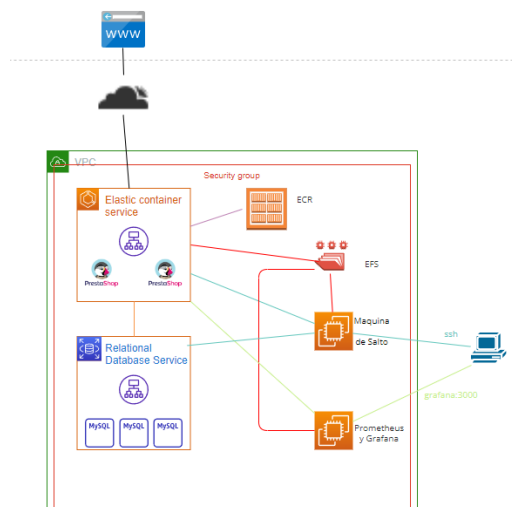 WWW
VPC
Security group
Elastic container
service
ECR
PrestaShop
PrestaShop
EFS
Maquina
de Salto
ssh
Relational
Database Service
MySQL
MySQL
MySQL
grafana:3000
Prometheus
y Grafana